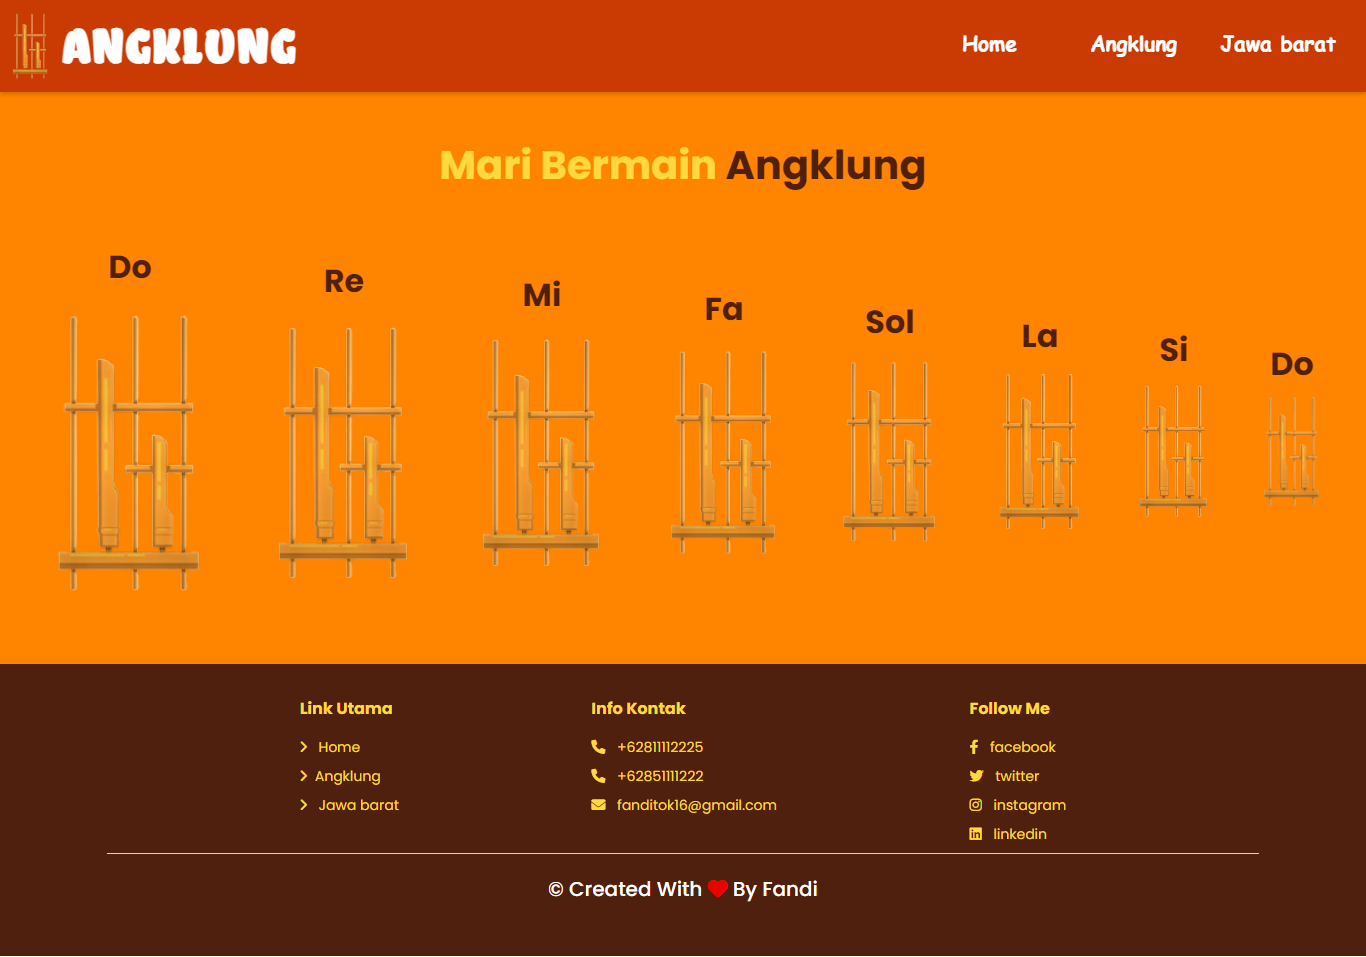 ANGKLUNG
Home Angklung Jawa barat
Mari Bermain Angklung
Do
Re
Mi
Fa
Sol
La
Si
Do
Link Utama
Home
Angklung
Jawa barat
Info Kontak
+62811112225
+62851111222
fanditok16@gmail.com
Follow Me
facebook
twitter
instagram
linkedin
© Created With ❤ By Fandi